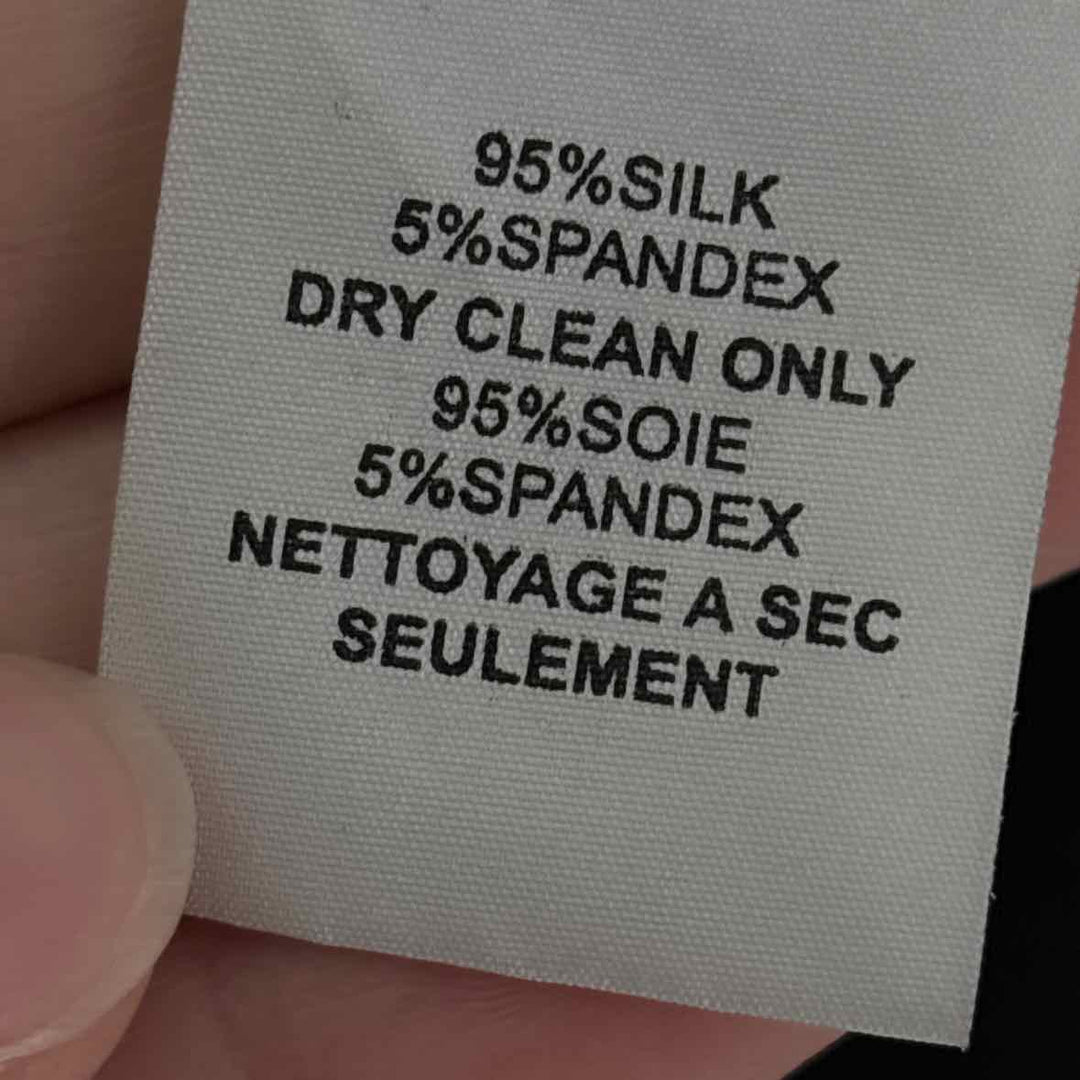 95%SILK
5%SPANDEX
DRY CLEAN ONLY
95%SOIE
5%SPANDEX
NETTOYAGE A SEC
SEULEMENT